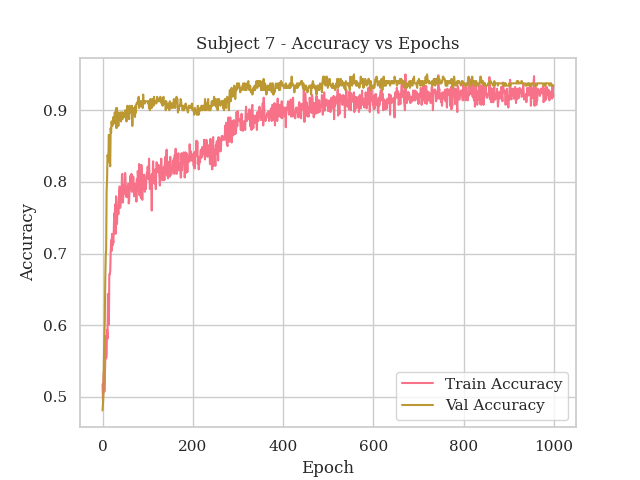 Subject 7 - Accuracy vs Epochs
Accuracy
0.9
0.8
0.7
0.6
0.5
0 200 400 600 800 1000
Epoch
Train Accuracy
Val Accuracy